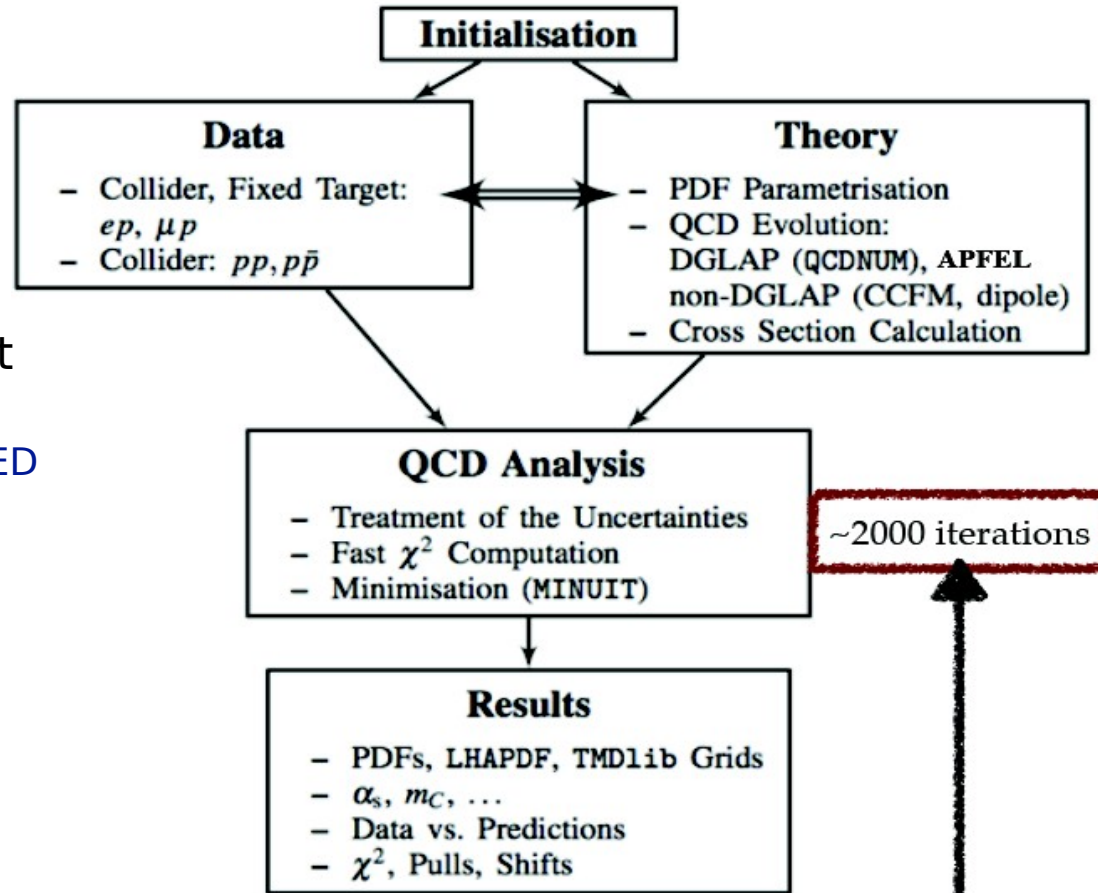 Initialisation
Data
– Collider, Fixed Target:
ep, μp
– Collider: pp, pp̄
Theory
– PDF Parametrisation
– QCD Evolution:
DGLAP (QCDNUM), APFEL
non-DGLAP (CCFM, dipole)
– Cross Section Calculation
t
ED
QCD Analysis
– Treatment of the Uncertainties
– Fast χ² Computation
– Minimisation (MINUIT)
~2000 iterations
Results
– PDFs, LHAPDF, TMDlib Grids
– αs, mC, ...
– Data vs. Predictions
– χ², Pulls, Shifts